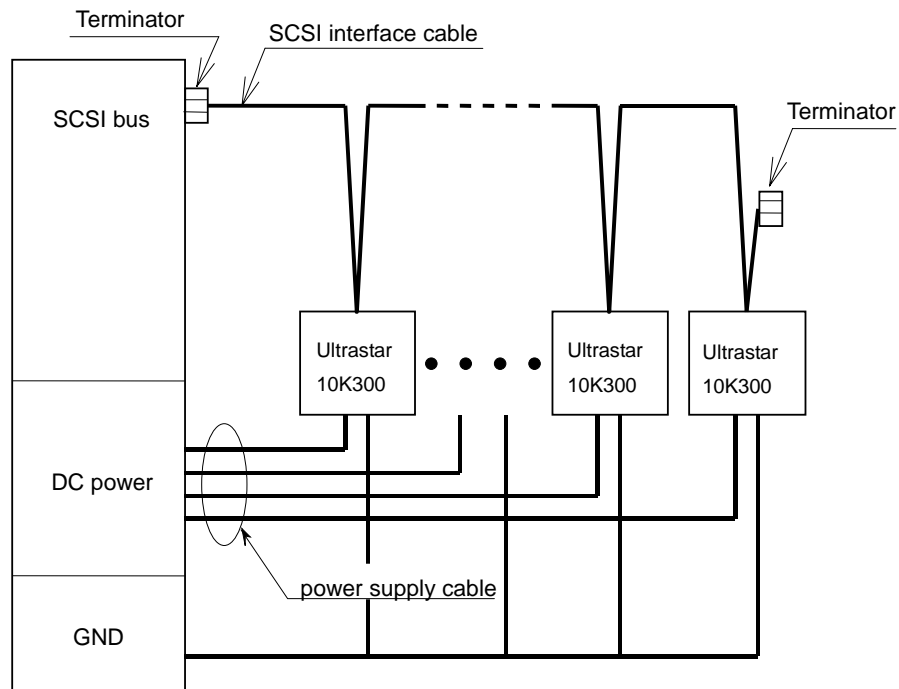 Terminator
SCSI interface cable
SCSI bus
Terminator
Ultrastar
10K300
Ultrastar
10K300
Ultrastar
10K300
DC power
power supply cable
GND